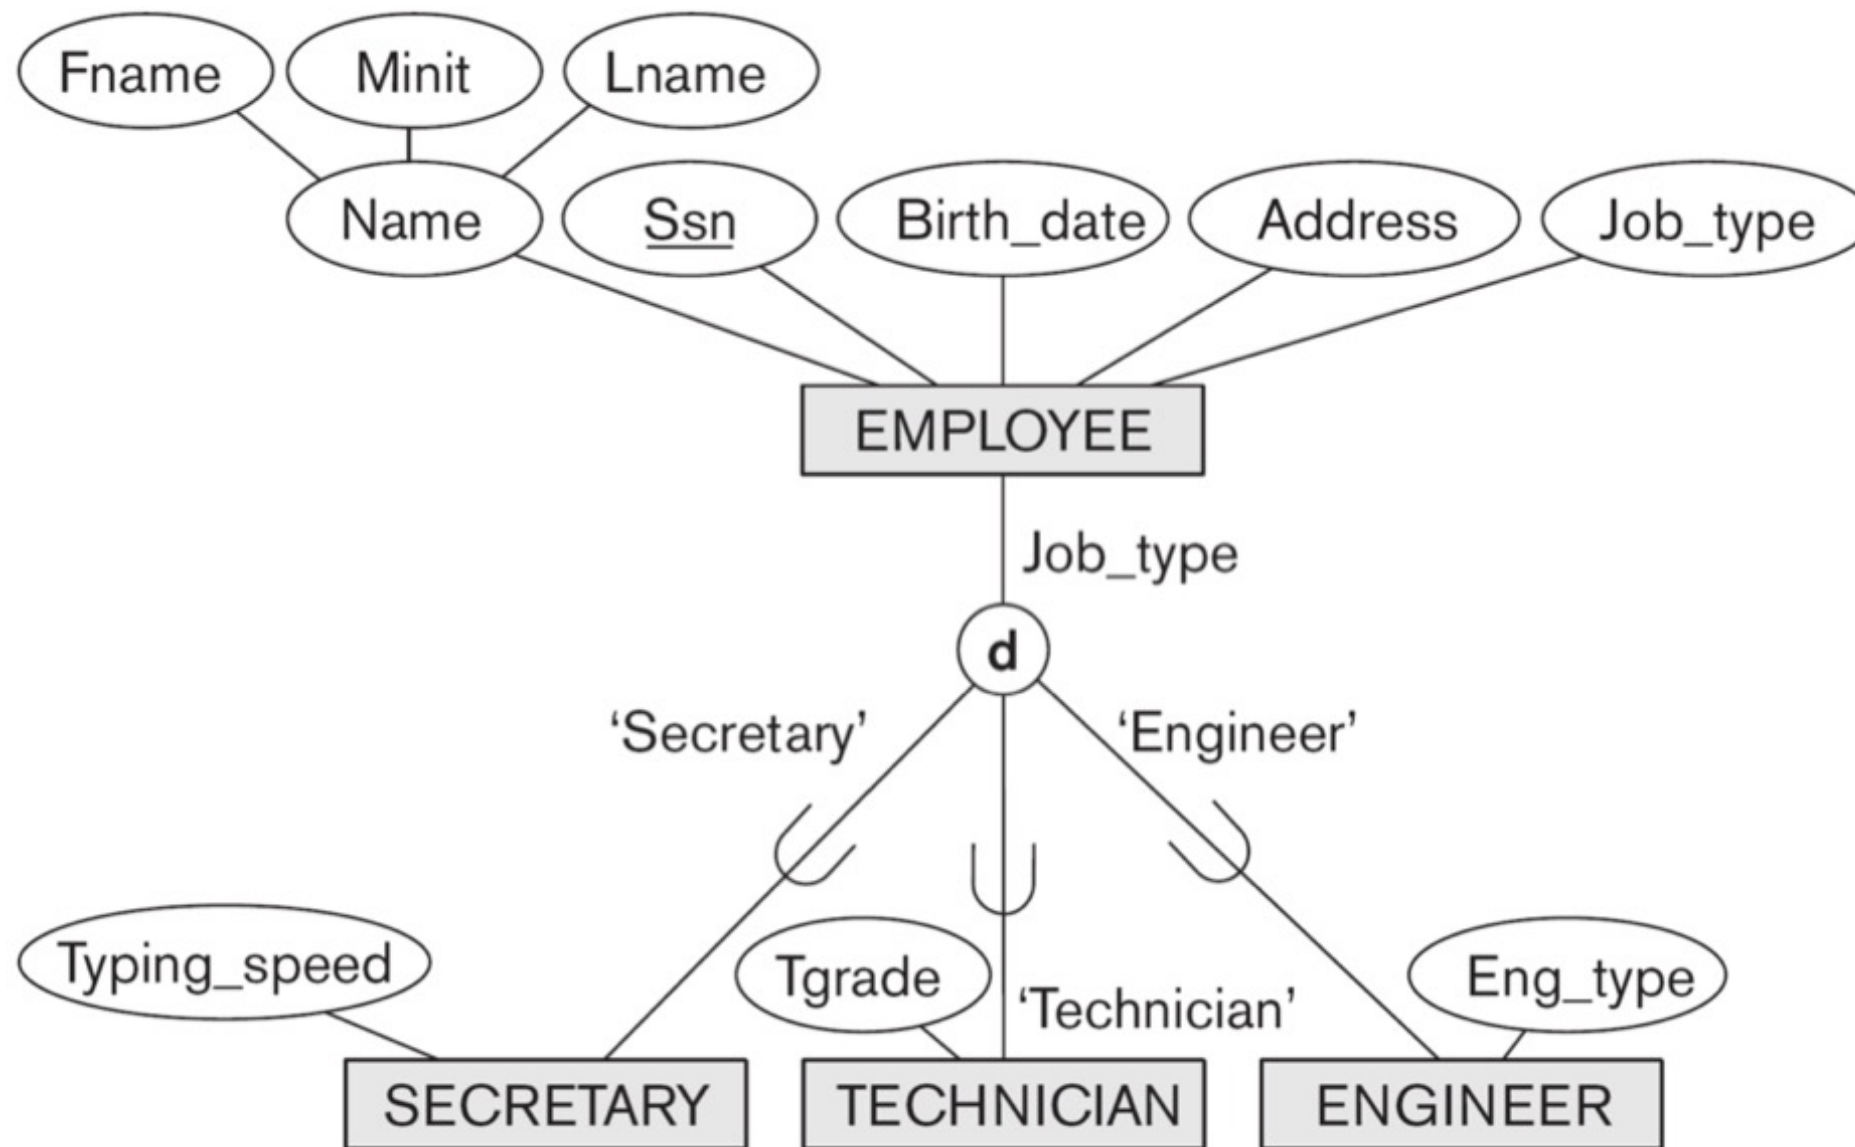 Fname Minit Lname
Name Ssn Birth_date Address Job_type
EMPLOYEE
Job_type
d
‘Secretary’ ‘Engineer’
Typing_speed Tgrade Eng_type
‘Technician’
SECRETARY TECHNICIAN ENGINEER